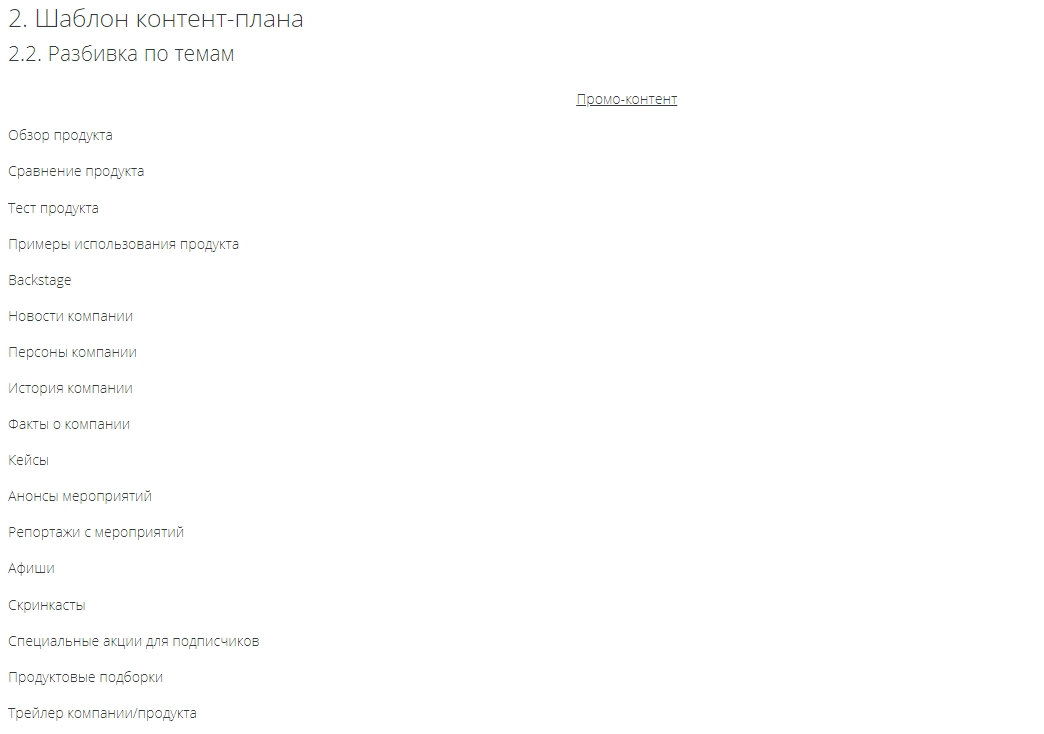 2. Шаблон контент-плана
2.2. Разбивка по темам
Промо-контент
Обзор продукта
Сравнение продукта
Тест продукта
Примеры использования продукта
Backstage
Новости компании
Персоны компании
История компании
Факты о компании
Кейсы
Анонсы мероприятий
Репортажи с мероприятий
Афиши
Скринкасты
Специальные акции для подписчиков
Продуктовые подборки
Трейлер компании/продукта